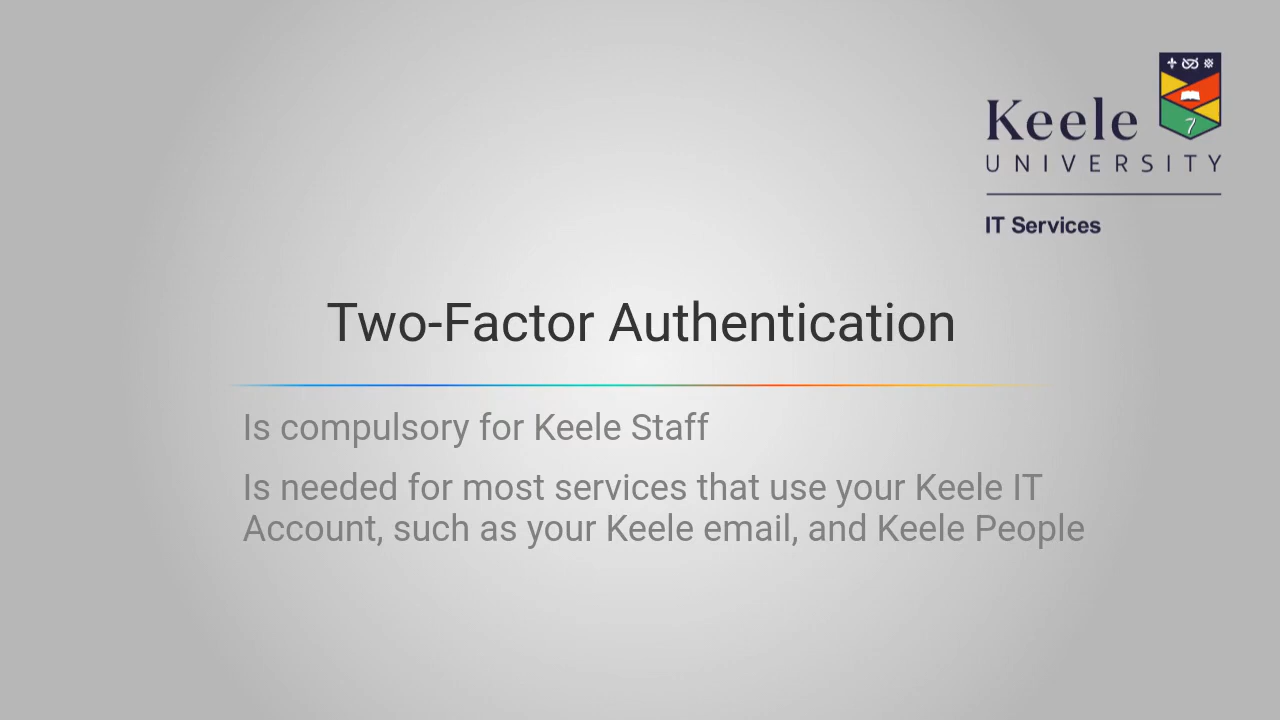 Keele
UNIVERSITY
IT Services
Two-Factor Authentication
Is compulsory for Keele Staff
Is needed for most services that use your Keele IT
Account, such as your Keele email, and Keele People